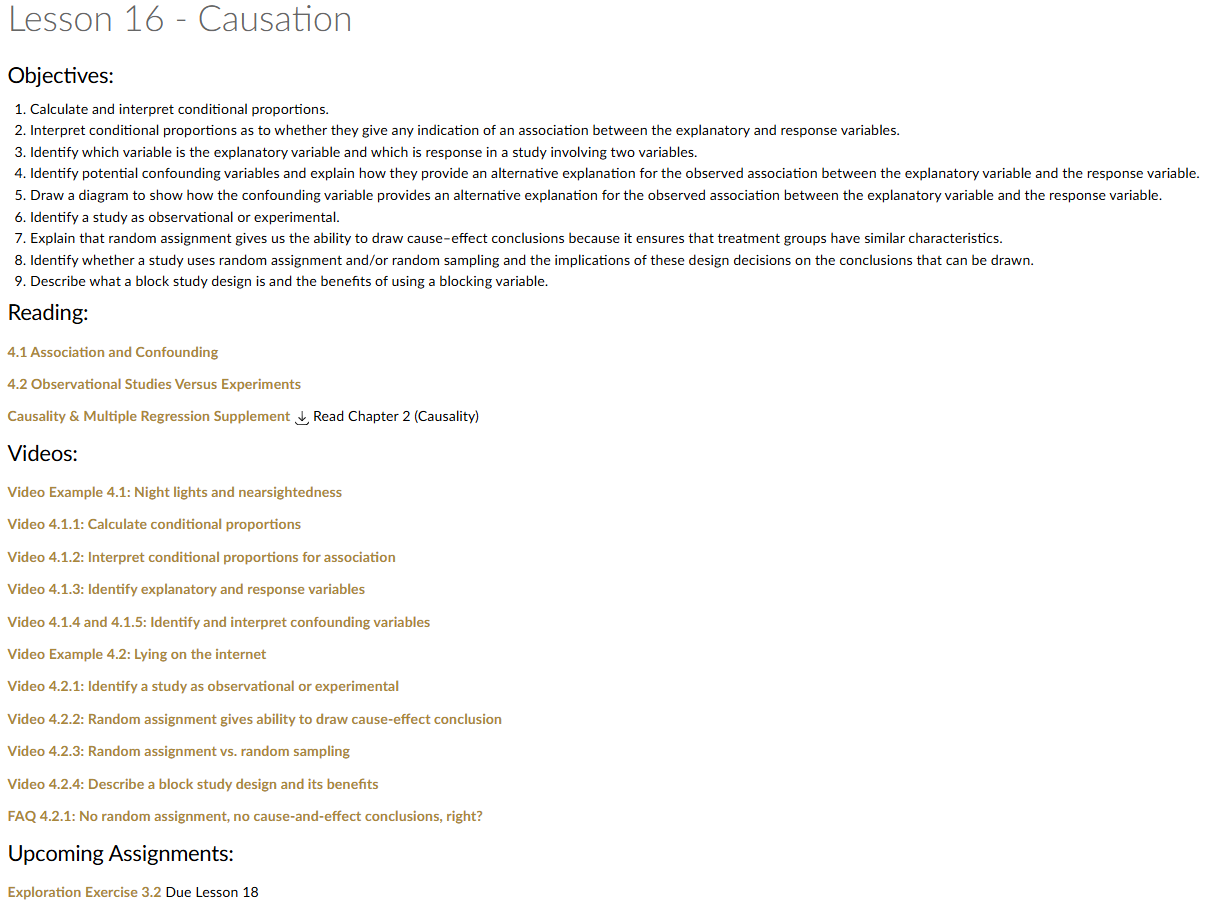 Lesson 16 - Causation
Objectives:
1. Calculate and interpret conditional proportions.
2. Interpret conditional proportions as to whether they give any indication of an association between the explanatory and response variables.
3. Identify which variable is the explanatory variable and which is response in a study involving two variables.
4. Identify potential confounding variables and explain how they provide an alternative explanation for the observed association between the explanatory variable and the response variable.
5. Draw a diagram to show how the confounding variable provides an alternative explanation for the observed association between the explanatory variable and the response variable.
6. Identify a study as observational or experimental.
7. Explain that random assignment gives us the ability to draw cause–effect conclusions because it ensures that treatment groups have similar characteristics.
8. Identify whether a study uses random assignment and/or random sampling and the implications of these design decisions on the conclusions that can be drawn.
9. Describe what a block study design is and the benefits of using a blocking variable.
Reading:
4.1 Association and Confounding
4.2 Observational Studies Versus Experiments
Causality & Multiple Regression Supplement Read Chapter 2 (Causality)
Videos:
Video Example 4.1: Night lights and nearsightedness
Video 4.1.1: Calculate conditional proportions
Video 4.1.2: Interpret conditional proportions for association
Video 4.1.3: Identify explanatory and response variables
Video 4.1.4 and 4.1.5: Identify and interpret confounding variables
Video Example 4.2: Lying on the internet
Video 4.2.1: Identify a study as observational or experimental
Video 4.2.2: Random assignment gives ability to draw cause-effect conclusion
Video 4.2.3: Random assignment vs. random sampling
Video 4.2.4: Describe a block study design and its benefits
FAQ 4.2.1: No random assignment, no cause-and-effect conclusions, right?
Upcoming Assignments:
Exploration Exercise 3.2 Due Lesson 18